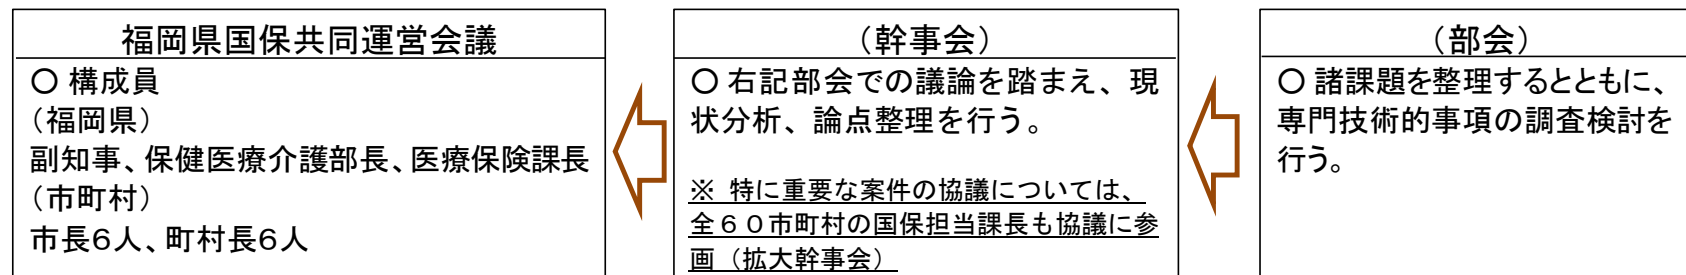 福岡県国保共同運営会議
〇 構成員
（福岡県）
副知事、保健医療介護部長、医療保険課長
（市町村）
市長６人、町村長６人
（幹事会）
〇 右記部会での議論を踏まえ、現
状分析、論点整理を行う。
※ 特に重要な案件の協議については、
全６０市町村の国保担当課長も協議に参
画（拡大幹事会）
（部会）
〇 諸課題を整理するとともに、
専門技術的事項の調査検討を
行う。